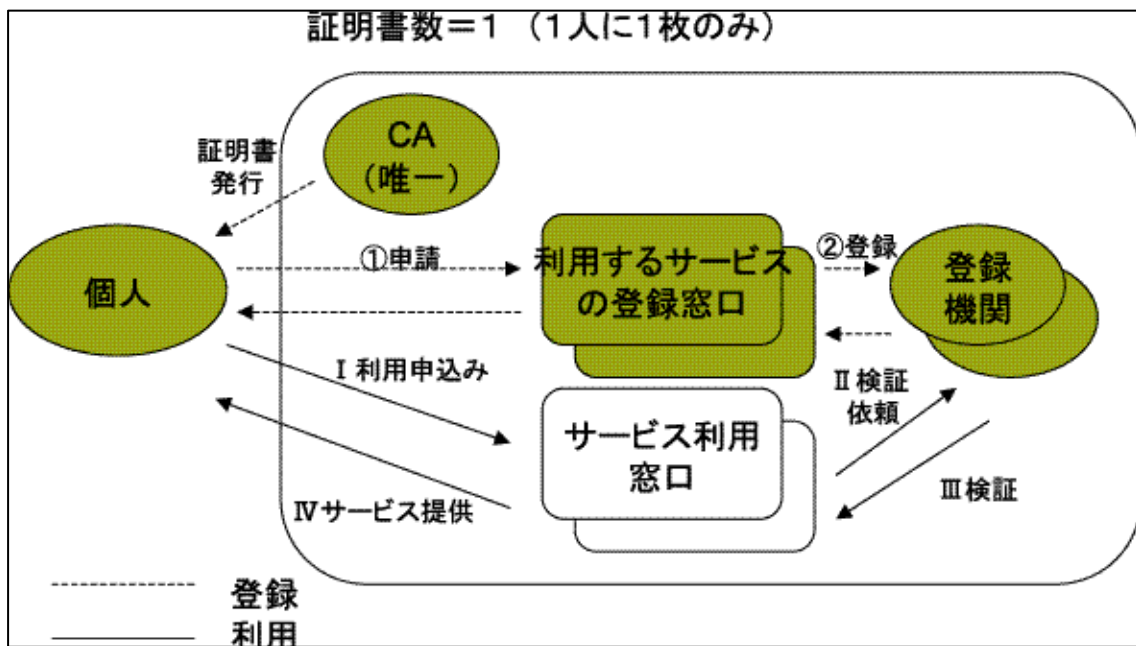 証明書数＝１（１人に１枚のみ）
CA
（唯一）
証明書
発行
個人
①申請
利用するサービス
の登録窓口
②登録
登録
機関
Ⅰ利用申込み
Ⅱ検証
依頼
サービス利用
窓口
Ⅲ検証
Ⅳサービス提供
登録
利用